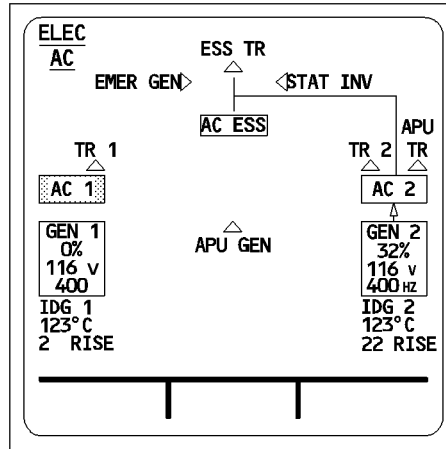 ELEC
AC
ESS TR
EMER GEN
STAT INV
AC ESS
APU
TR 1
TR 2
TR
AC 1
AC 2
GEN 1
0%
116 V
400
APU GEN
GEN 2
32%
116 V
400 HZ
IDG 1
123°C
2 RISE
IDG 2
123°C
22 RISE